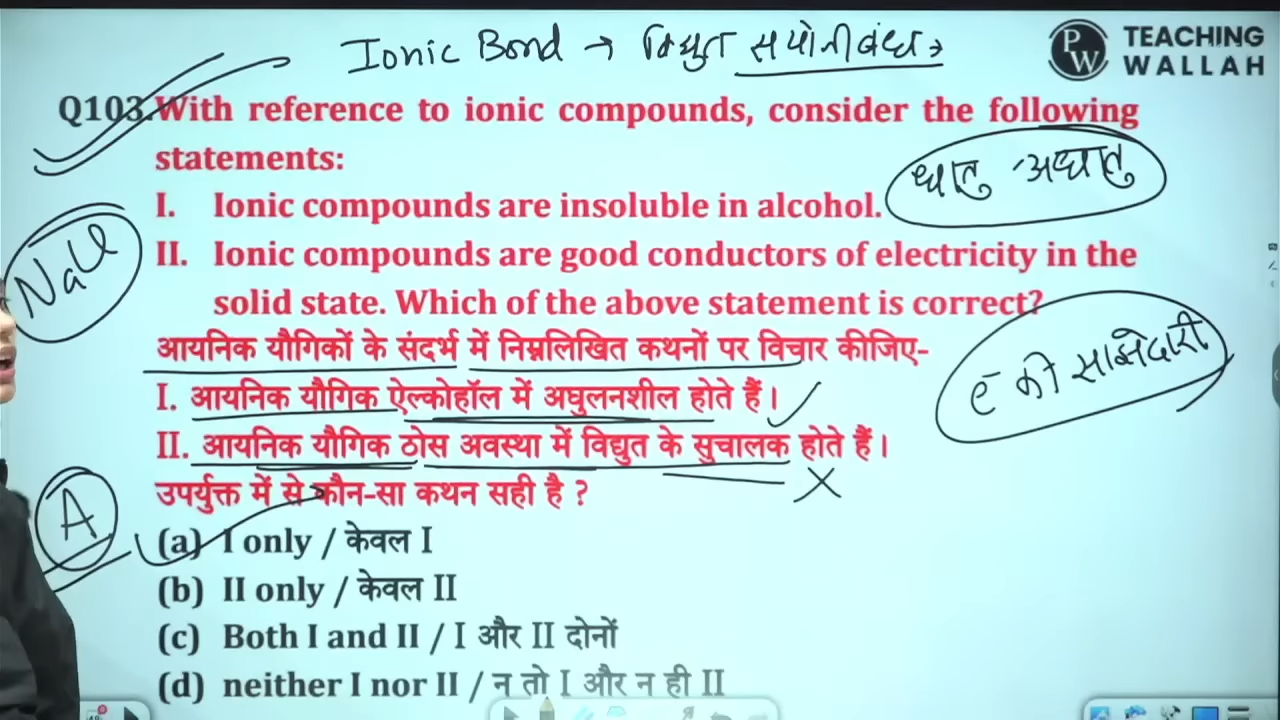 Ionic Bond → विद्युत सयोजी बंध →
PW TEACHING
WALLAH
Q103. With reference to ionic compounds, consider the following
statements:
धातु अधातु
I. Ionic compounds are insoluble in alcohol.
NaCl
II. Ionic compounds are good conductors of electricity in the
solid state. Which of the above statement is correct?
आयनिक यौगिकों के संदर्भ में निम्नलिखित कथनों पर विचार कीजिए-
e⁻ की साझेदारी
I. आयनिक यौगिक ऐल्कोहॉल में अघुलनशील होते हैं।
II. आयनिक यौगिक ठोस अवस्था में विद्युत के सुचालक होते हैं।
उपर्युक्त में से कौन-सा कथन सही है ?
A
(a) I only / केवल I
(b) II only / केवल II
(c) Both I and II / I और II दोनों
(d) neither I nor II / न तो I और न ही II